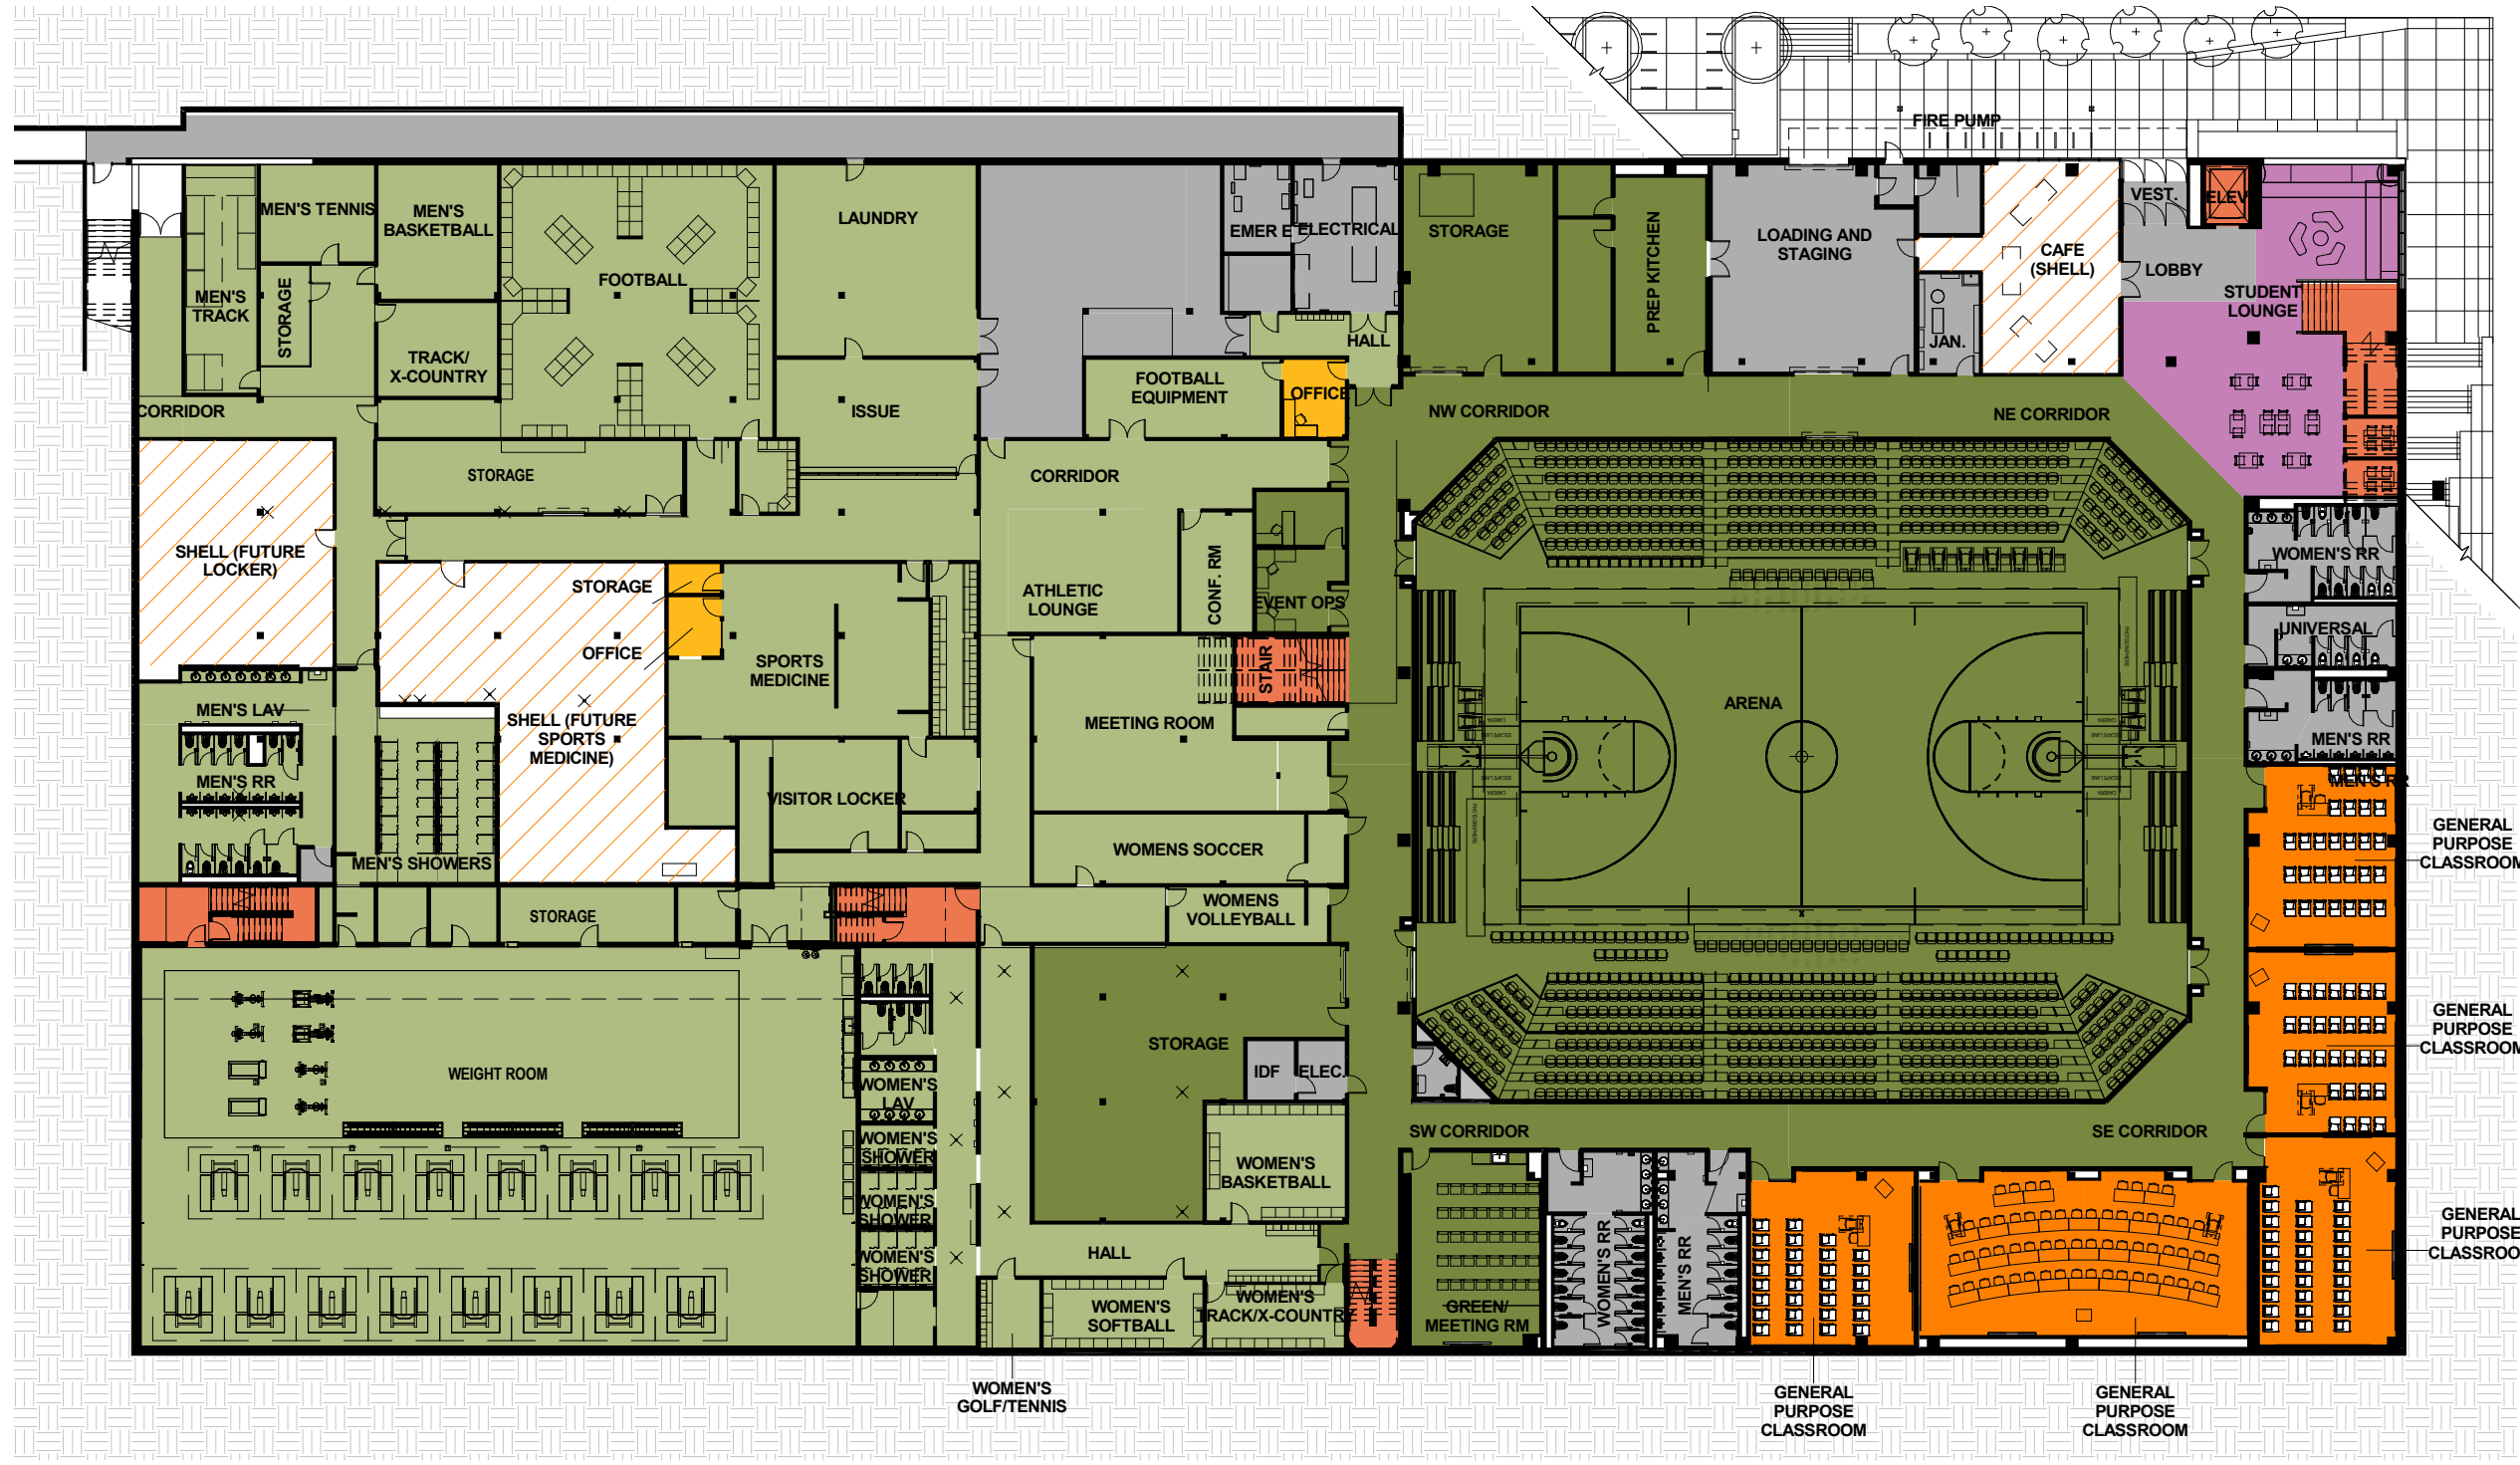 FIRE PUMP
MEN'S TENNIS
MEN'S
BASKETBALL
LAUNDRY
EMER E
ELECTRICAL
STORAGE
LOADING AND
STAGING
CAFE
(SHELL)
VEST.
ELEV
LOBBY
FOOTBALL
MEN'S
TRACK
STORAGE
TRACK/
X-COUNTRY
HALL
PREP KITCHEN
JAN.
STUDENT
LOUNGE
FOOTBALL
EQUIPMENT
OFFICE
CORRIDOR
ISSUE
NW CORRIDOR
NE CORRIDOR
STORAGE
CORRIDOR
SHELL (FUTURE
LOCKER)
STORAGE
ATHLETIC
LOUNGE
CONF. RM
EVENT OPS
WOMEN'S RR
OFFICE
SPORTS
MEDICINE
STAIR
UNIVERSAL
MEN'S LAV
SHELL (FUTURE
SPORTS
MEDICINE)
MEETING ROOM
ARENA
MEN'S RR
MEN'S RR
MEN'S RR
VISITOR LOCKER
GENERAL
PURPOSE
CLASSROOM
MEN'S SHOWERS
WOMENS SOCCER
STORAGE
WOMENS
VOLLEYBALL
GENERAL
PURPOSE
CLASSROOM
WEIGHT ROOM
WOMEN'S
LAV
STORAGE
IDF
ELEC.
WOMEN'S
SHOWER
SW CORRIDOR
SE CORRIDOR
WOMEN'S
BASKETBALL
WOMEN'S
SHOWER
HALL
WOMEN'S
SHOWER
WOMEN'S RR
MEN'S RR
GENERAL
PURPOSE
CLASSROO
WOMEN'S
SOFTBALL
WOMEN'S
TRACK/X-COUNTR
GREEN/
MEETING RM
WOMEN'S
GOLF/TENNIS
GENERAL
PURPOSE
CLASSROOM
GENERAL
PURPOSE
CLASSROOM